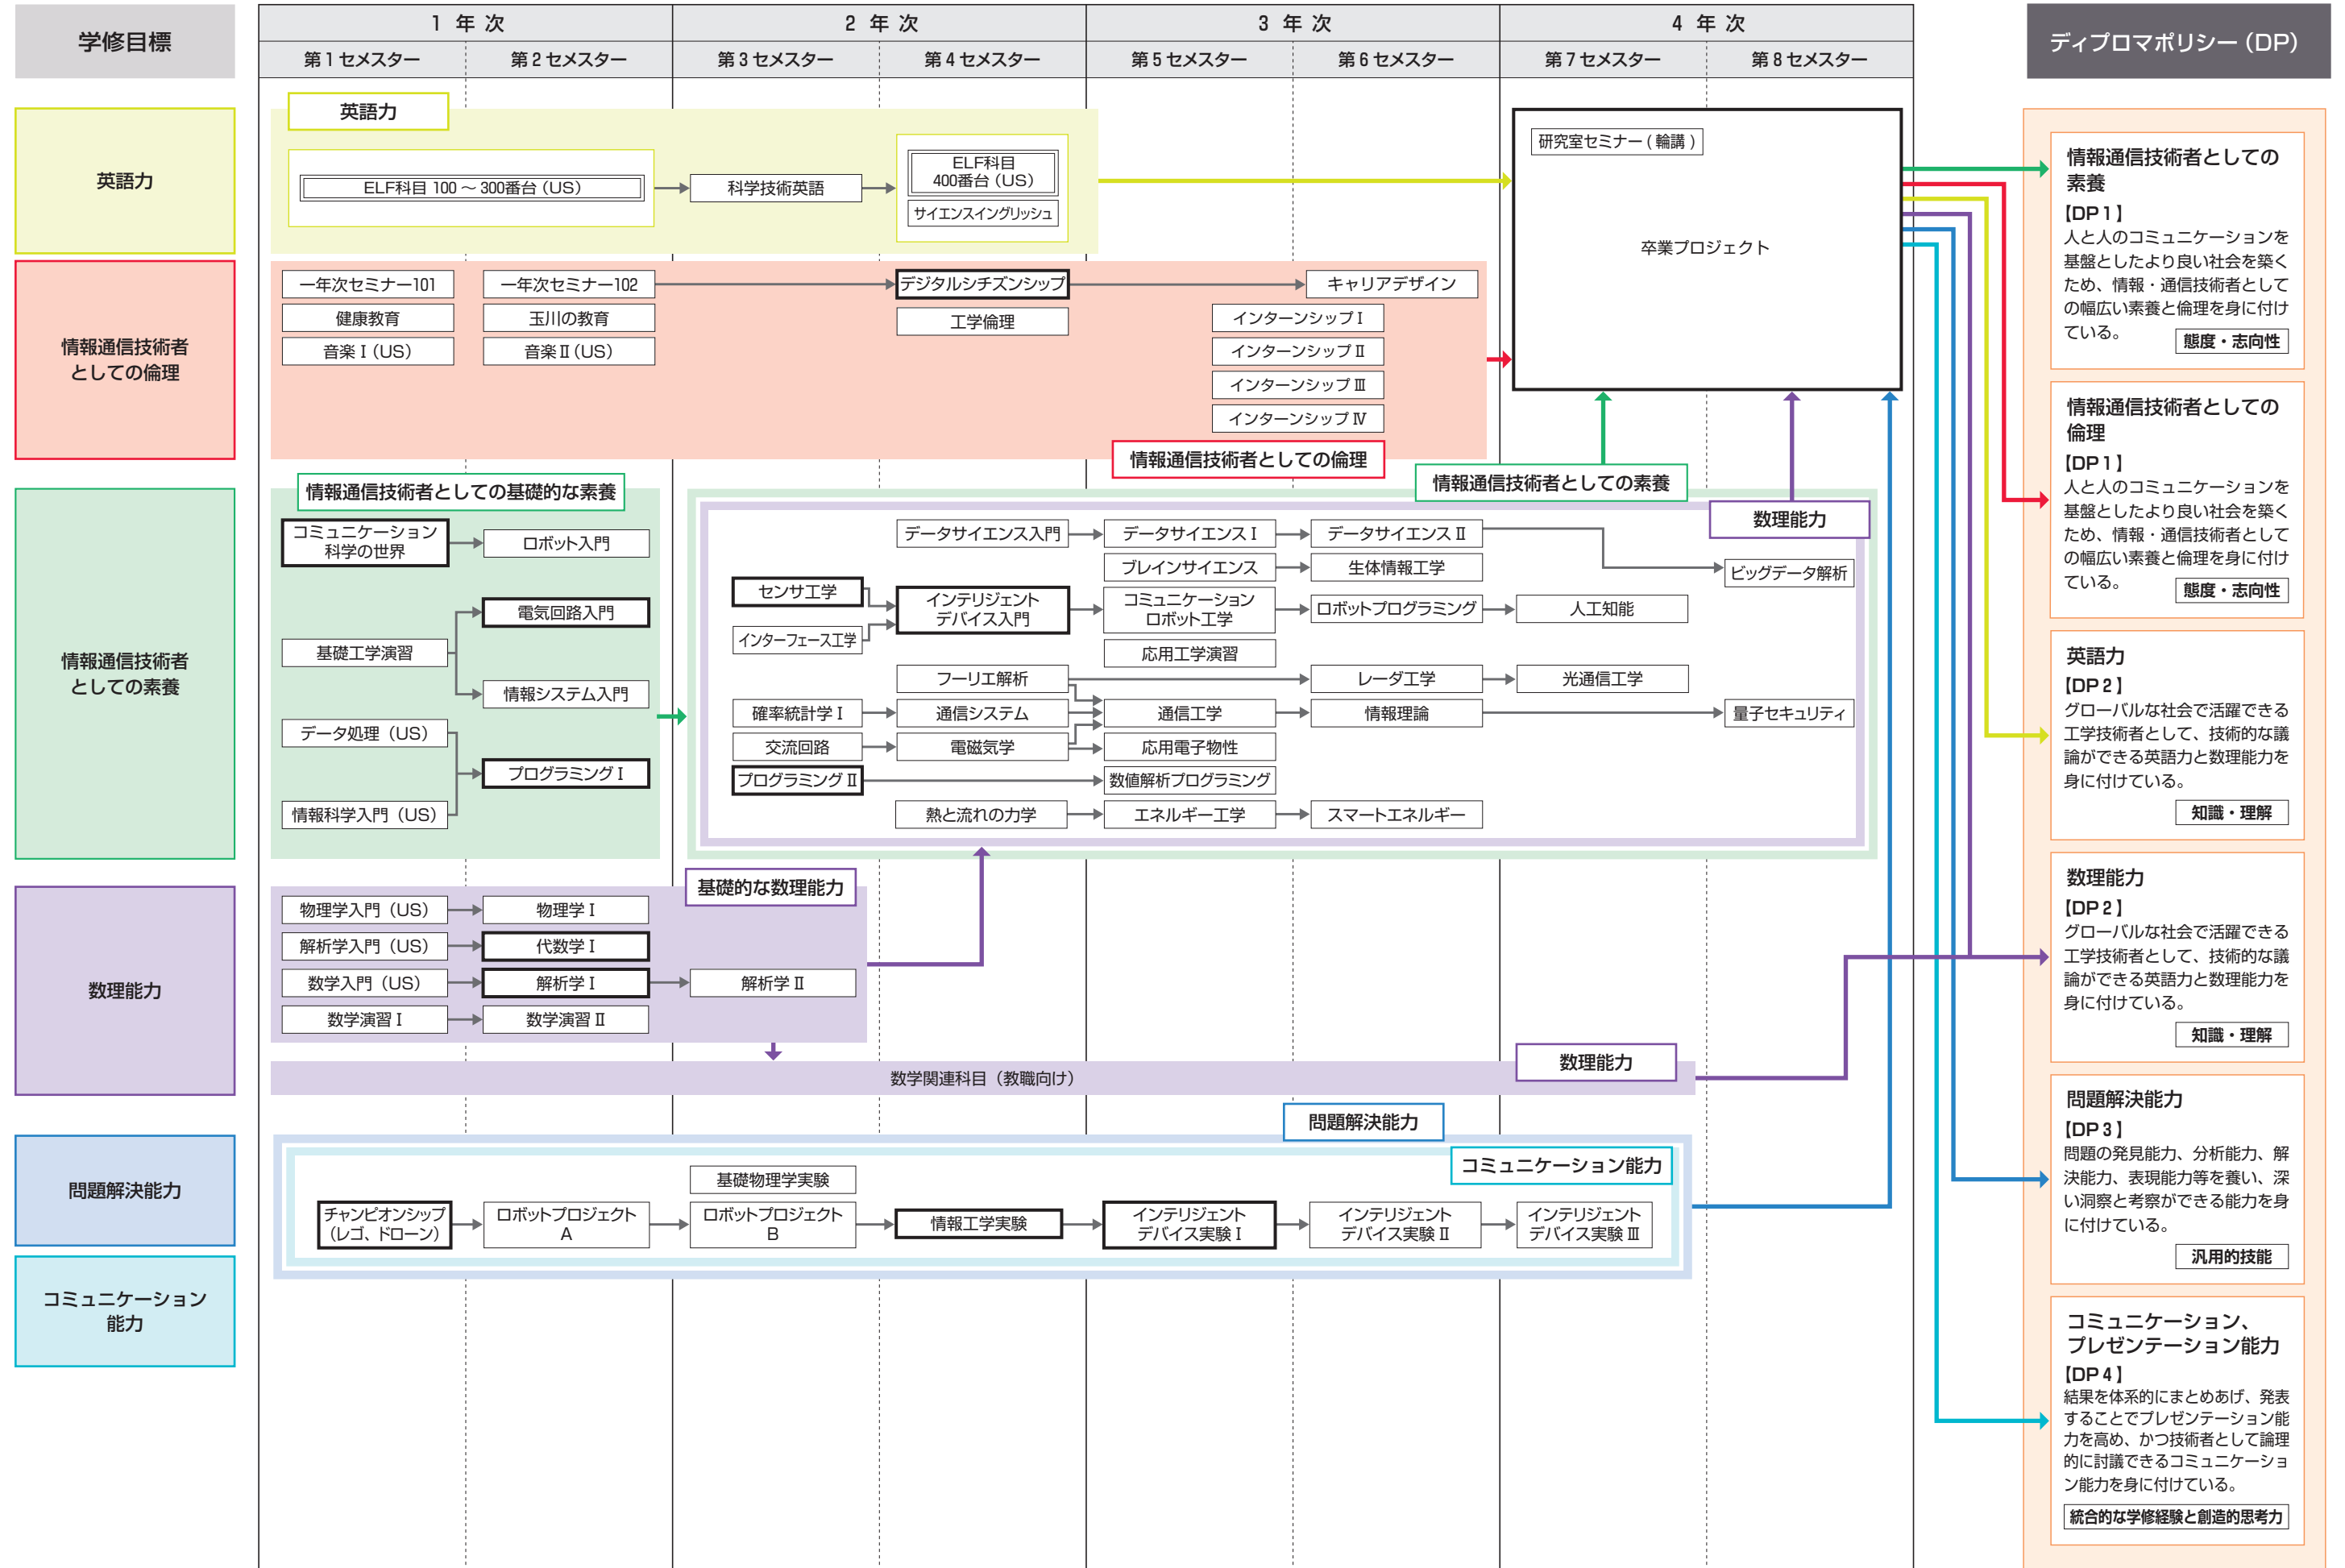 学修目標
1 年 次
2 年 次
3 年 次
4 年 次
第1セメスター
第2セメスター
第3セメスター
第4セメスター
第5セメスター
第6セメスター
第7セメスター
第8セメスター
ディプロマポリシー(DP)
英語力
英語力
ELF科目 100 ～ 300番台(US)
科学技術英語
ELF科目
400番台(US)
サイエンスイングリッシュ
研究室セミナー(輪講)
卒業プロジェクト
情報通信技術者
としての倫理
一年次セミナー101
一年次セミナー102
デジタルシチズンシップ
キャリアデザイン
健康教育
玉川の教育
工学倫理
インターンシップⅠ
音楽Ⅰ(US)
音楽Ⅱ(US)
インターンシップⅡ
インターンシップⅢ
インターンシップⅣ
情報通信技術者としての倫理
情報通信技術者
としての素養
情報通信技術者としての基礎的な素養
情報通信技術者としての素養
数理能力
コミュニケーション
科学の世界
ロボット入門
電気回路入門
基礎工学演習
情報システム入門
データ処理(US)
プログラミングⅠ
情報科学入門(US)
データサイエンス入門
データサイエンスⅠ
データサイエンスⅡ
ブレインサイエンス
生体情報工学
ビッグデータ解析
センサ工学
インターフェース工学
インテリジェント
デバイス入門
コミュニケーション
ロボット工学
ロボットプログラミング
人工知能
応用工学演習
フーリエ解析
レーダ工学
光通信工学
確率統計学Ⅰ
通信システム
通信工学
情報理論
量子セキュリティ
交流回路
電磁気学
応用電子物性
プログラミングⅡ
数値解析プログラミング
熱と流れの力学
エネルギー工学
スマートエネルギー
数理能力
基礎的な数理能力
物理学入門(US)
物理学Ⅰ
解析学入門(US)
代数学Ⅰ
数学入門(US)
解析学Ⅰ
解析学Ⅱ
数学演習Ⅰ
数学演習Ⅱ
数学関連科目(教職向け)
数理能力
問題解決能力
問題解決能力
コミュニケーション能力
基礎物理学実験
チャンピオンシップ
(レゴ、ドローン)
ロボットプロジェクト
A
ロボットプロジェクト
B
情報工学実験
インテリジェント
デバイス実験Ⅰ
インテリジェント
デバイス実験Ⅱ
インテリジェント
デバイス実験Ⅲ
コミュニケーション
能力
情報通信技術者としての
素養
【DP1】
人と人のコミュニケーションを
基盤としたより良い社会を築く
ため、情報・通信技術者として
の幅広い素養と倫理を身に付け
ている。
態度・志向性
情報通信技術者としての
倫理
【DP1】
人と人のコミュニケーションを
基盤としたより良い社会を築く
ため、情報・通信技術者として
の幅広い素養と倫理を身に付け
ている。
態度・志向性
英語力
【DP2】
グローバルな社会で活躍できる
工学技術者として、技術的な議
論ができる英語力と数理能力を
身に付けている。
知識・理解
数理能力
【DP2】
グローバルな社会で活躍できる
工学技術者として、技術的な議
論ができる英語力と数理能力を
身に付けている。
知識・理解
問題解決能力
【DP3】
問題の発見能力、分析能力、解
決能力、表現能力等を養い、深
い洞察と考察ができる能力を身
に付けている。
汎用的技能
コミュニケーション、
プレゼンテーション能力
【DP4】
結果を体系的にまとめあげ、発表
することでプレゼンテーション能
力を高め、かつ技術者として論理
的に討議できるコミュニケーショ
ン能力を身に付けている。
統合的な学修経験と創造的思考力